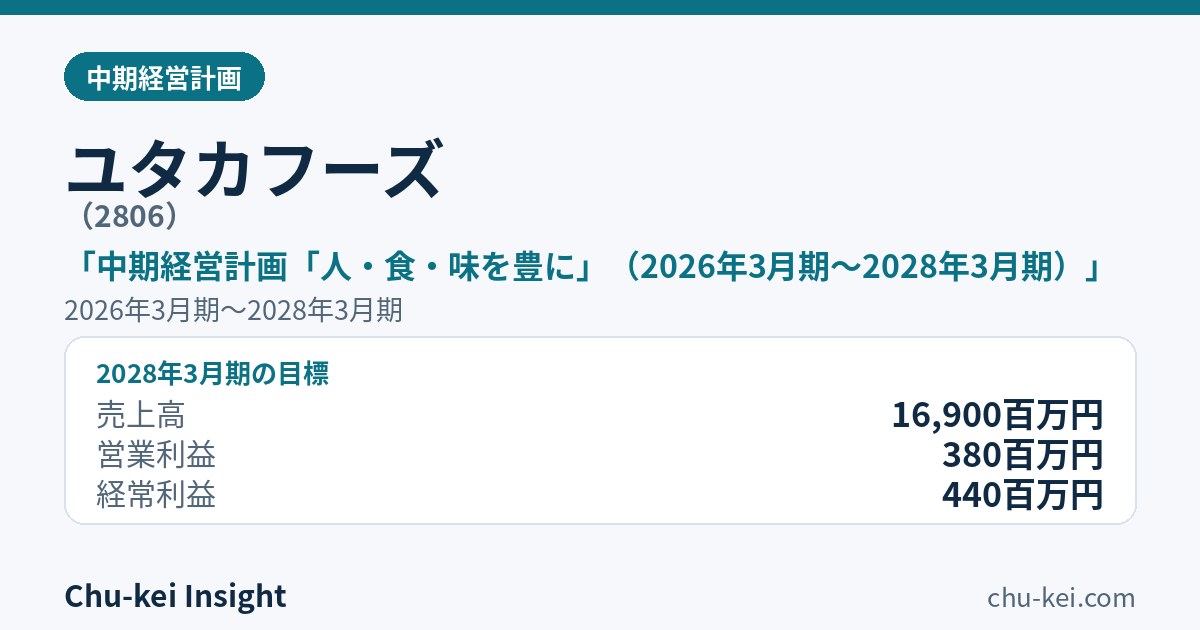 中期経営計画
ユタカフーズ
（2806）
「中期経営計画「人・食・味を豊に」（2026年3月期～2028年3月期）」
2026年3月期～2028年3月期
2028年3月期の目標
売上高 16,900百万円
営業利益 380百万円
経常利益 440百万円
Chu-kei Insight chu-kei.com